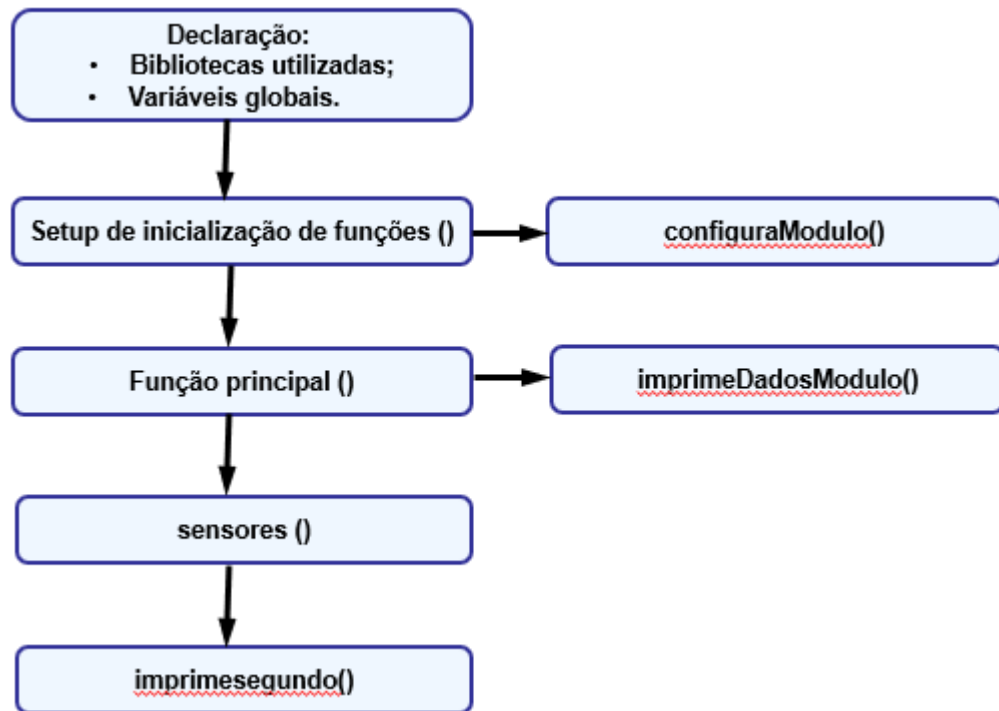 Declaração:
• Bibliotecas utilizadas;
• Variáveis globais.
Setup de inicialização de funções ()
configuraModulo()
Função principal ()
imprimeDadosModulo()
sensores ()
imprimesegundo()